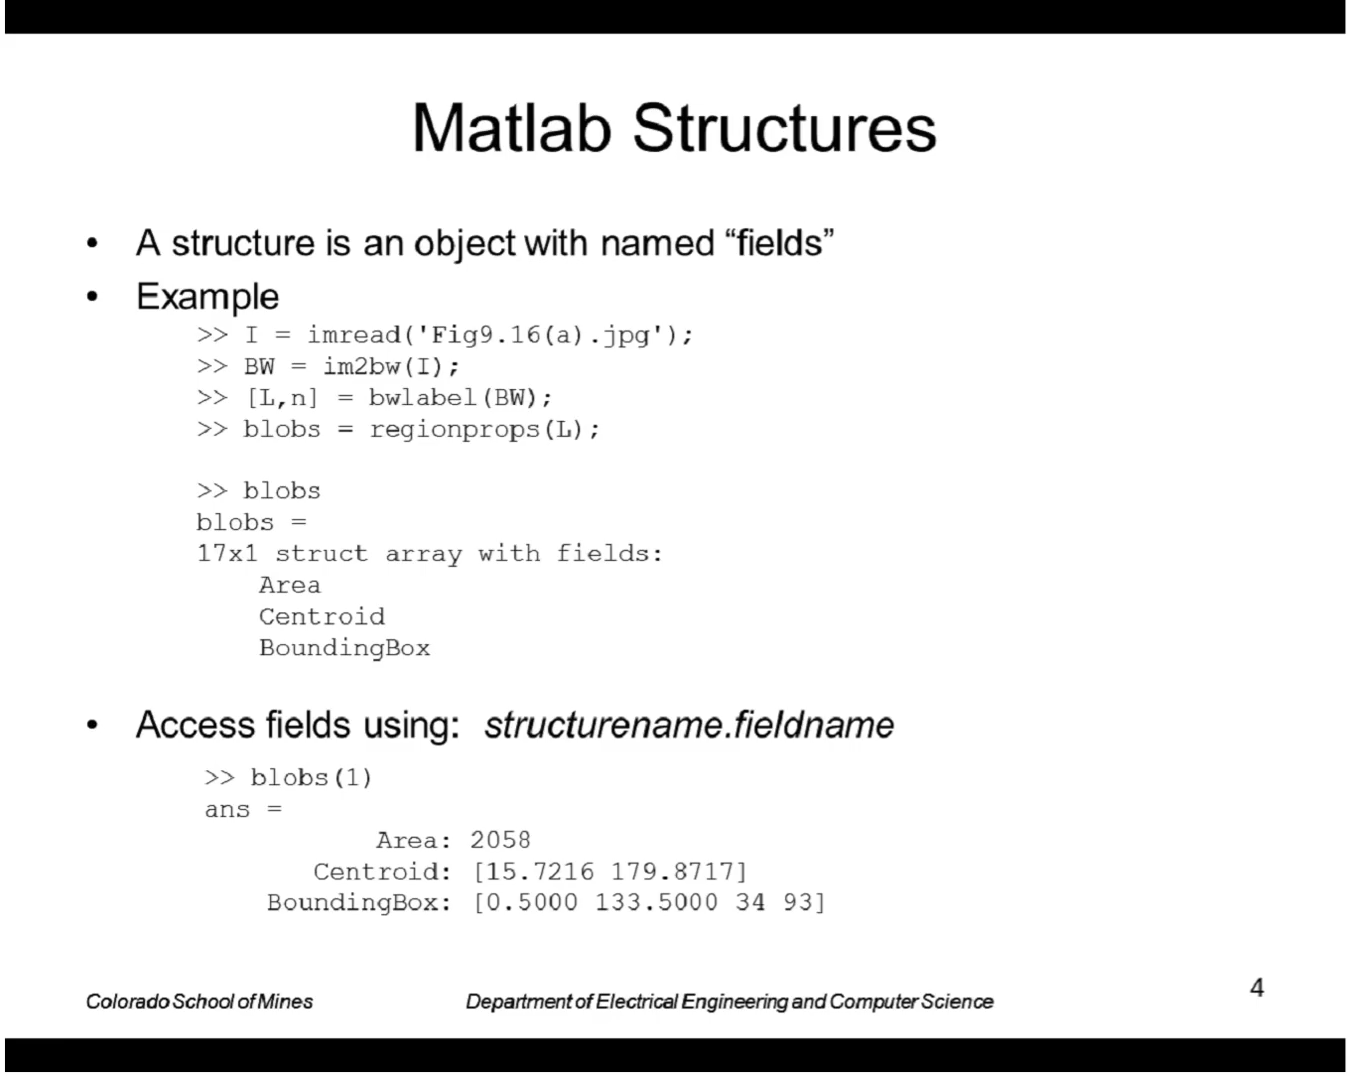 Matlab Structures
• A structure is an object with named “fields”
• Example
>> I = imread('Fig9.16(a).jpg');
>> BW = im2bw(I);
>> [L,n] = bwlabel(BW);
>> blobs = regionprops(L);
>> blobs
blobs =
17x1 struct array with fields:
Area
Centroid
BoundingBox
• Access fields using: structurename.fieldname
>> blobs(1)
ans =
Area: 2058
Centroid: [15.7216 179.8717]
BoundingBox: [0.5000 133.5000 34 93]
Colorado School of Mines
Department of Electrical Engineering and Computer Science
4